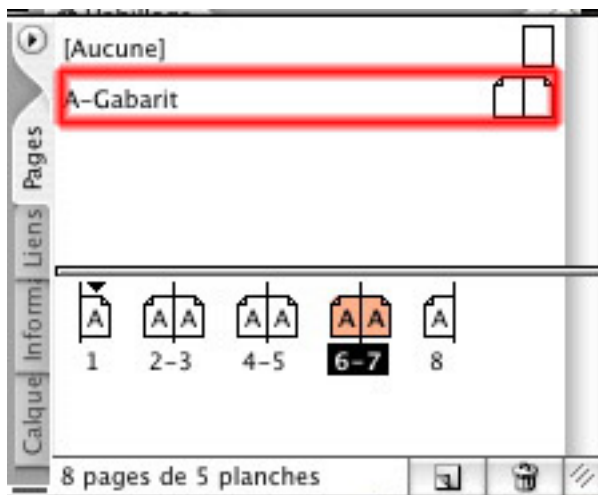 [Aucune]
A-Gabarit
Pages
Liens
Inform
Calque
A
A A
A A
A A
A
1
2-3
4-5
6-7
8
8 pages de 5 planches